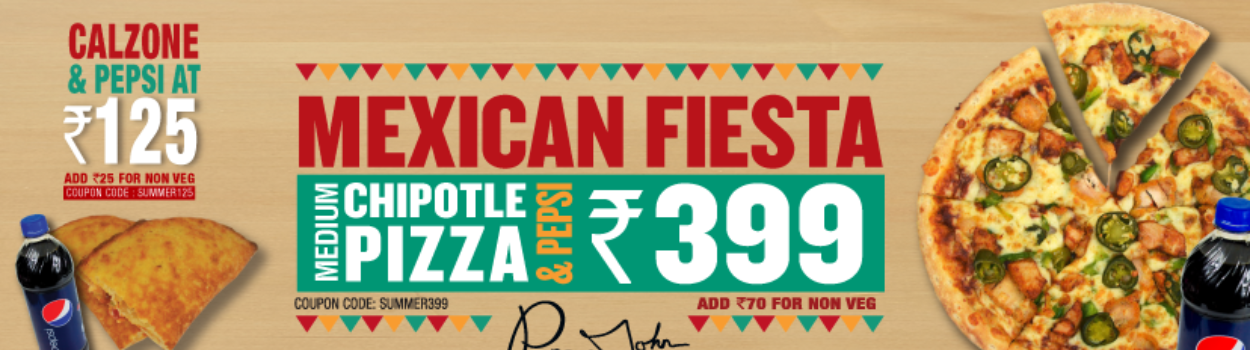 CALZONE
& PEPSI AT
₹125
ADD ₹25 FOR NON VEG
COUPON CODE : SUMMER125
MEXICAN FIESTA
MEDIUM
CHIPOTLE
PIZZA
& PEPSI
₹399
COUPON CODE: SUMMER399
ADD ₹70 FOR NON VEG
John